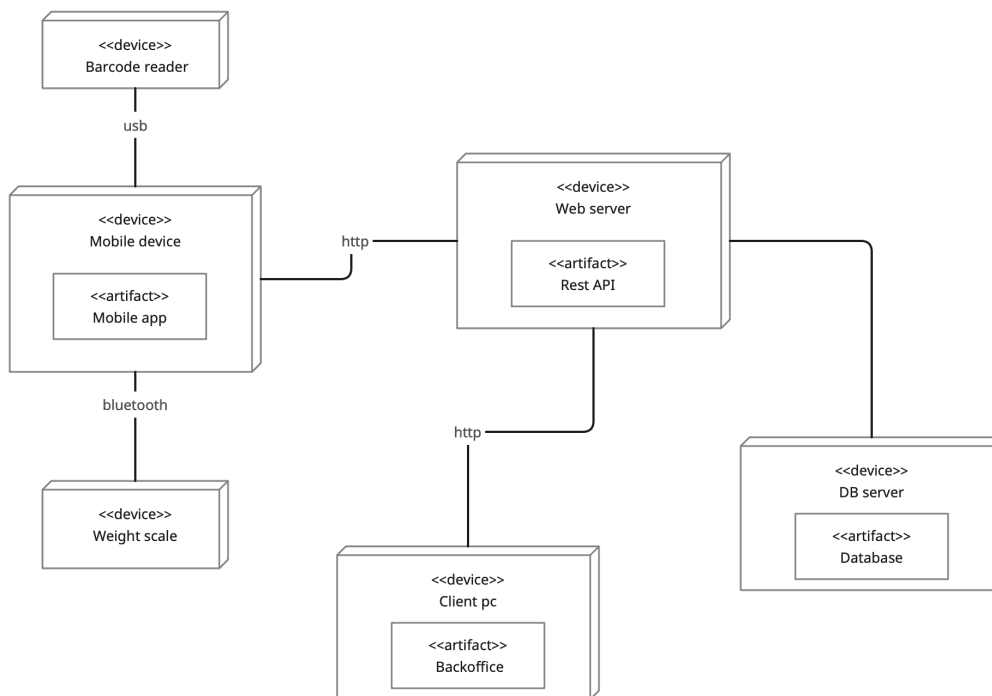 <<device>>
Barcode reader
usb
<<device>>
Mobile device
<<artifact>>
Mobile app
bluetooth
<<device>>
Weight scale
http
<<device>>
Web server
<<artifact>>
Rest API
http
<<device>>
Client pc
<<artifact>>
Backoffice
<<device>>
DB server
<<artifact>>
Database